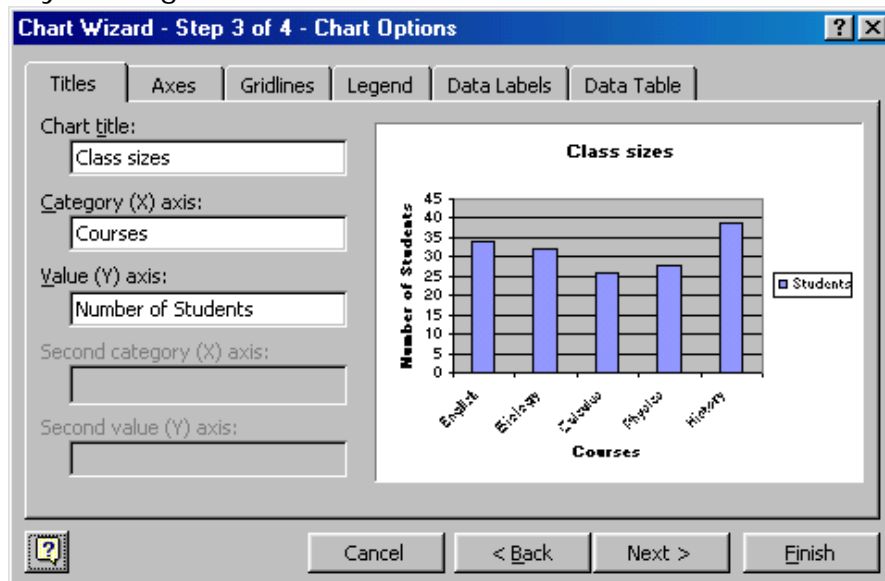 Chart Wizard - Step 3 of 4 - Chart Options
Titles Axes Gridlines Legend Data Labels Data Table
Chart title:
Class sizes
Category (X) axis:
Courses
Value (Y) axis:
Number of Students
Second category (X) axis:
Second value (Y) axis:
Class sizes
Number of Students
45
40
35
30
25
20
15
10
5
0
English Biology Calculus Physics History
Courses
Students
Cancel < Back Next > Finish